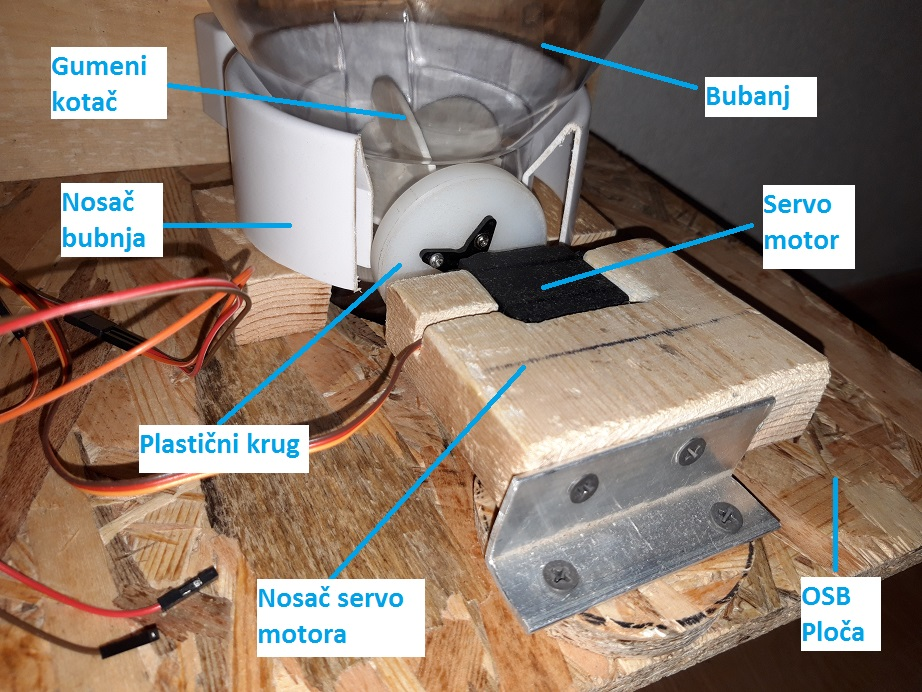 Gumeni
kotač
Bubanj
Nosač
bubnja
Servo
motor
Plastični krug
Nosač servo
motora
OSB
Ploča